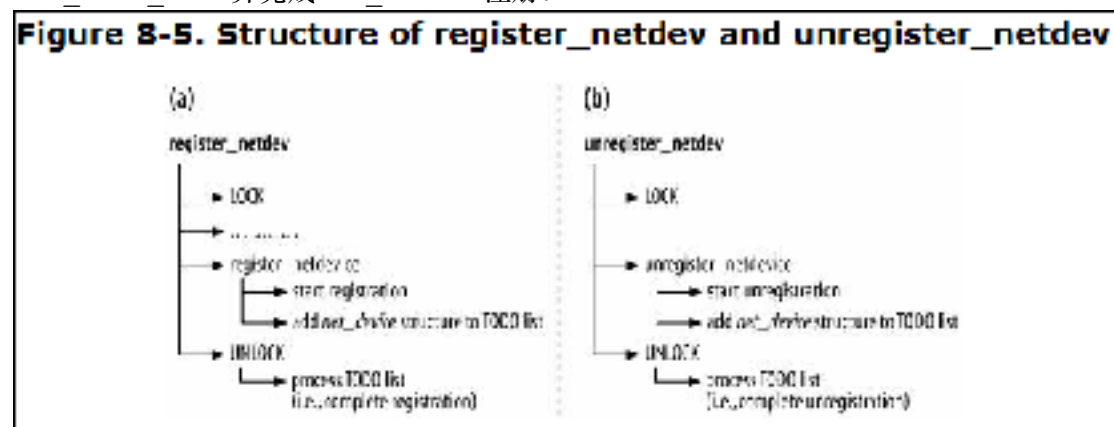 Figure 8-5. Structure of register_netdev and unregister_netdev
(a)
register_netdev
LOCK
............
register_netdevice
start registration
add net_device structure to TODO list
UNLOCK
process TODO list
(i.e., complete registration)
(b)
unregister_netdev
LOCK
unregister_netdevice
start unregistration
add net_device structure to TODO list
UNLOCK
process TODO list
(i.e., complete unregistration)